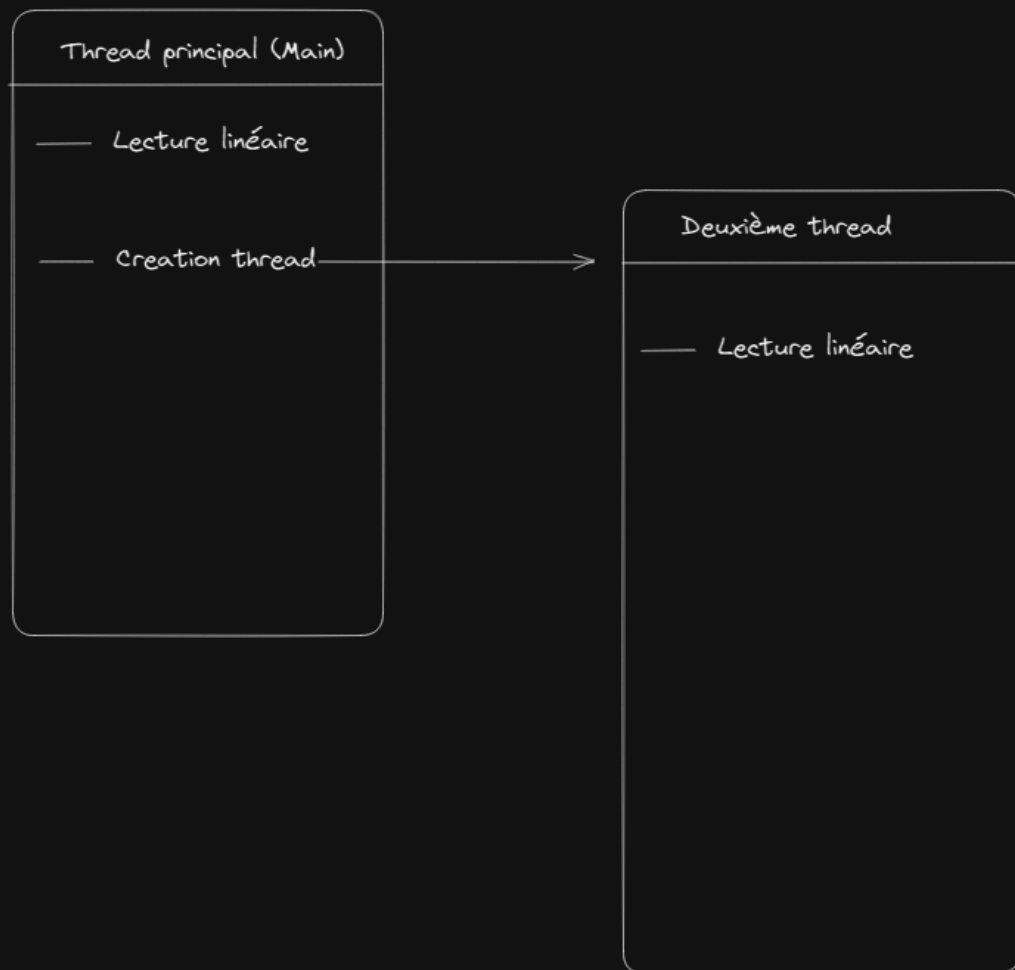 Thread principal (Main)
Lecture linéaire
Creation thread
Deuxième thread
Lecture linéaire